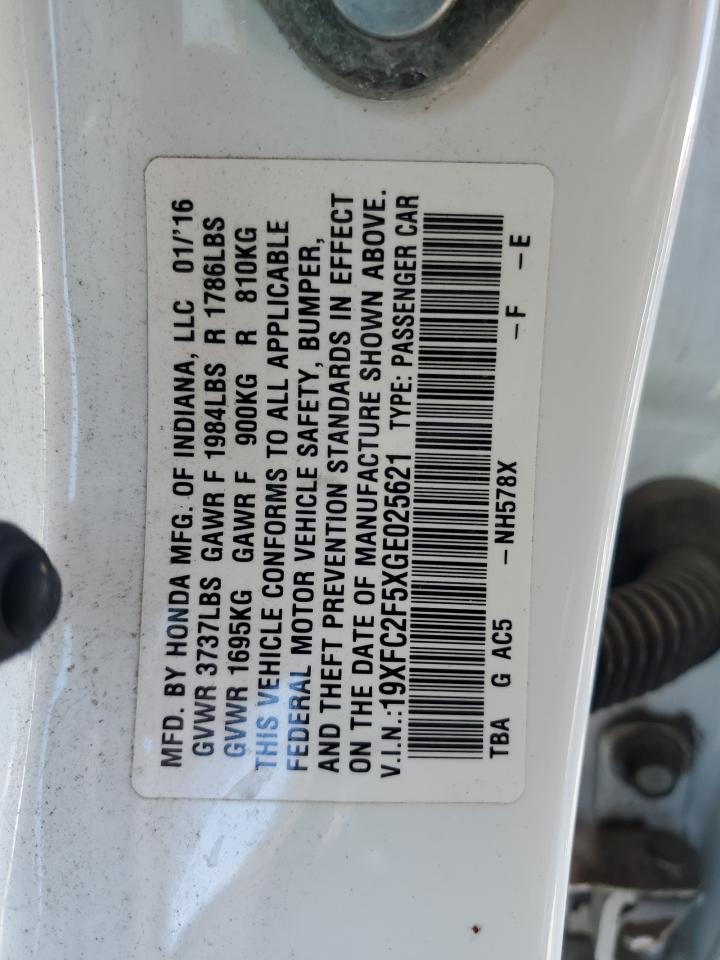 MFD. BY HONDA MFG. OF INDIANA, LLC 01/'16
GVWR 3737LBS GAWR F 1984LBS R 1786LBS
GVWR 1695KG GAWR F 900KG R 810KG
THIS VEHICLE CONFORMS TO ALL APPLICABLE
FEDERAL MOTOR VEHICLE SAFETY, BUMPER,
AND THEFT PREVENTION STANDARDS IN EFFECT
ON THE DATE OF MANUFACTURE SHOWN ABOVE.
V.I.N.:19XFC2F5XGE025621 TYPE: PASSENGER CAR
TBA G AC5 -NH578X -F -E